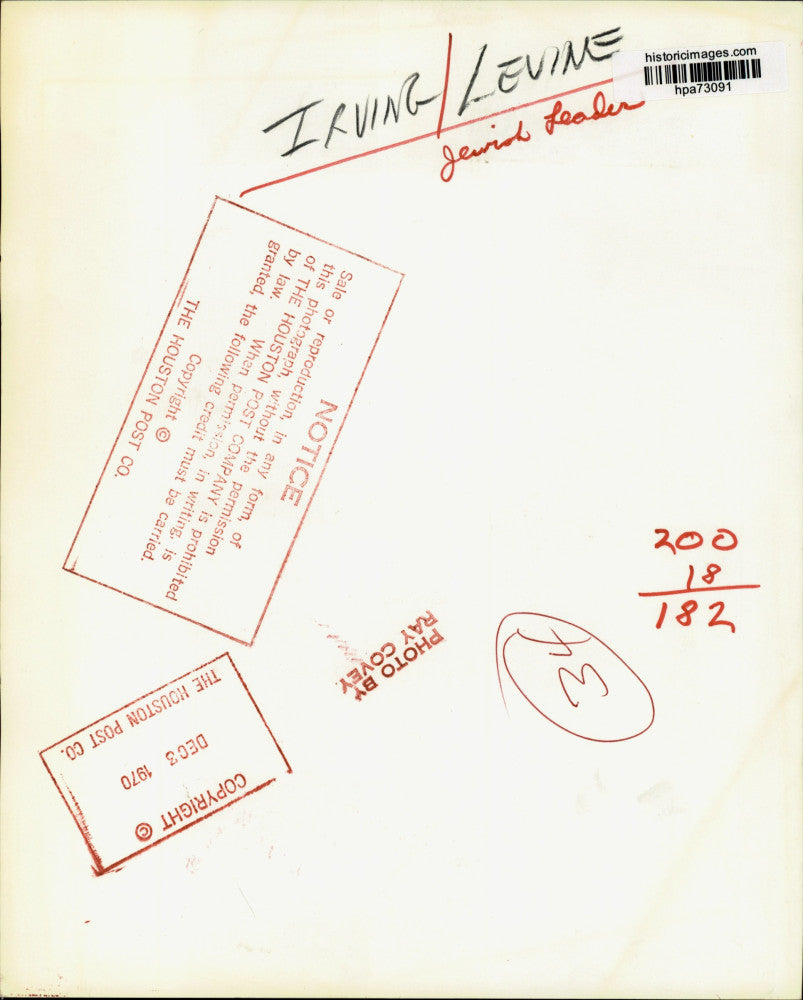 historicimages.com
hpa73091
IRVING/LEVINE
Jewish Leader
NOTICE
Sale or reproduction, in any form, of
this photograph, without the permission
of THE HOUSTON POST COMPANY is prohibited
by law. When permission, in writing, is
granted, the following credit must be carried.
Copyright ©
THE HOUSTON POST CO.
200
18
182
34
PHOTO BY
RAY COVEY
COPYRIGHT ©
DEC 3 1970
THE HOUSTON POST CO.